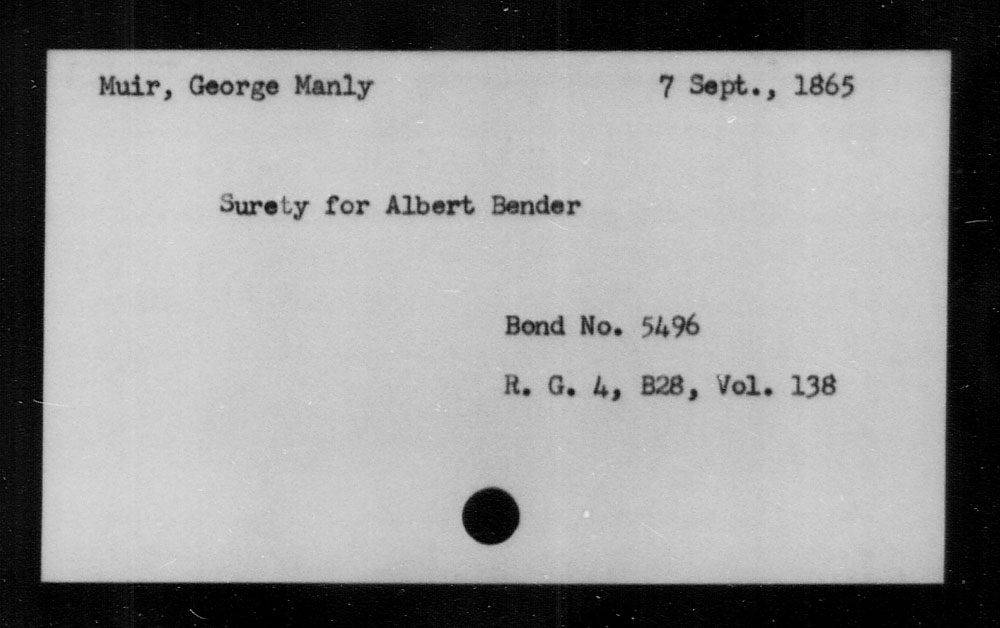 Muir, George Manly 7 Sept., 1865
Surety for Albert Bender
Bond No. 5496
R. G. 4, B28, Vol. 138